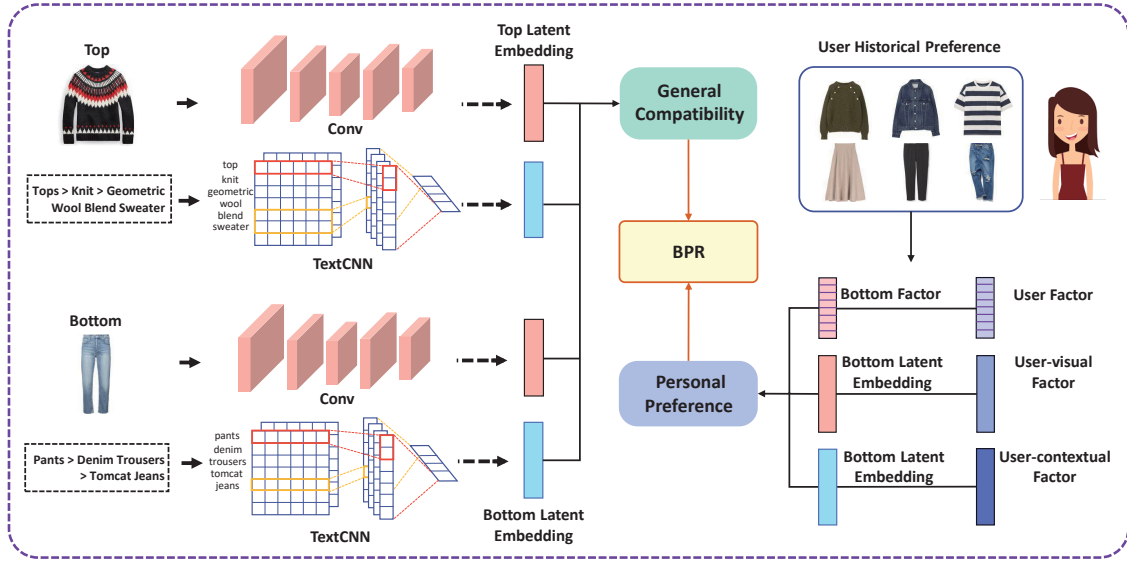 Top
Conv
Top Latent
Embedding
Tops > Knit > Geometric
Wool Blend Sweater
top
knit
geometric
wool
blend
sweater
TextCNN
Bottom
Conv
Pants > Denim Trousers
> Tomcat Jeans
pants
denim
trousers
tomcat
jeans
TextCNN
Bottom Latent
Embedding
General
Compatibility
BPR
Personal
Preference
User Historical Preference
Bottom Factor
User Factor
Bottom Latent
Embedding
User-visual
Factor
Bottom Latent
Embedding
User-contextual
Factor